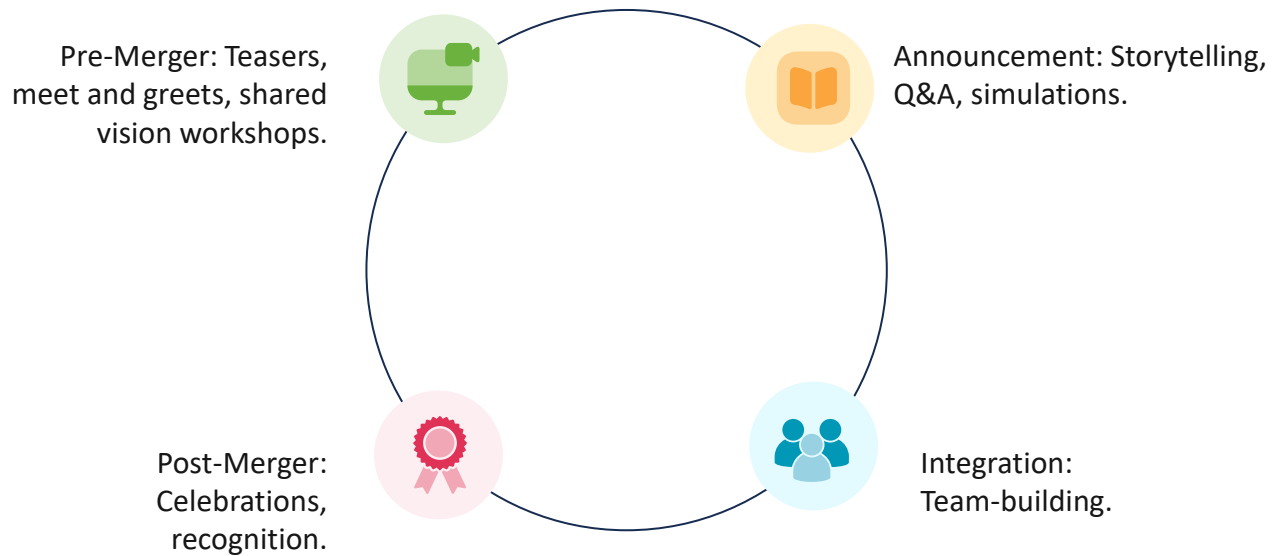 Pre-Merger: Teasers,
meet and greets, shared
vision workshops.
Announcement: Storytelling,
Q&A, simulations.
Post-Merger:
Celebrations,
recognition.
Integration:
Team-building.